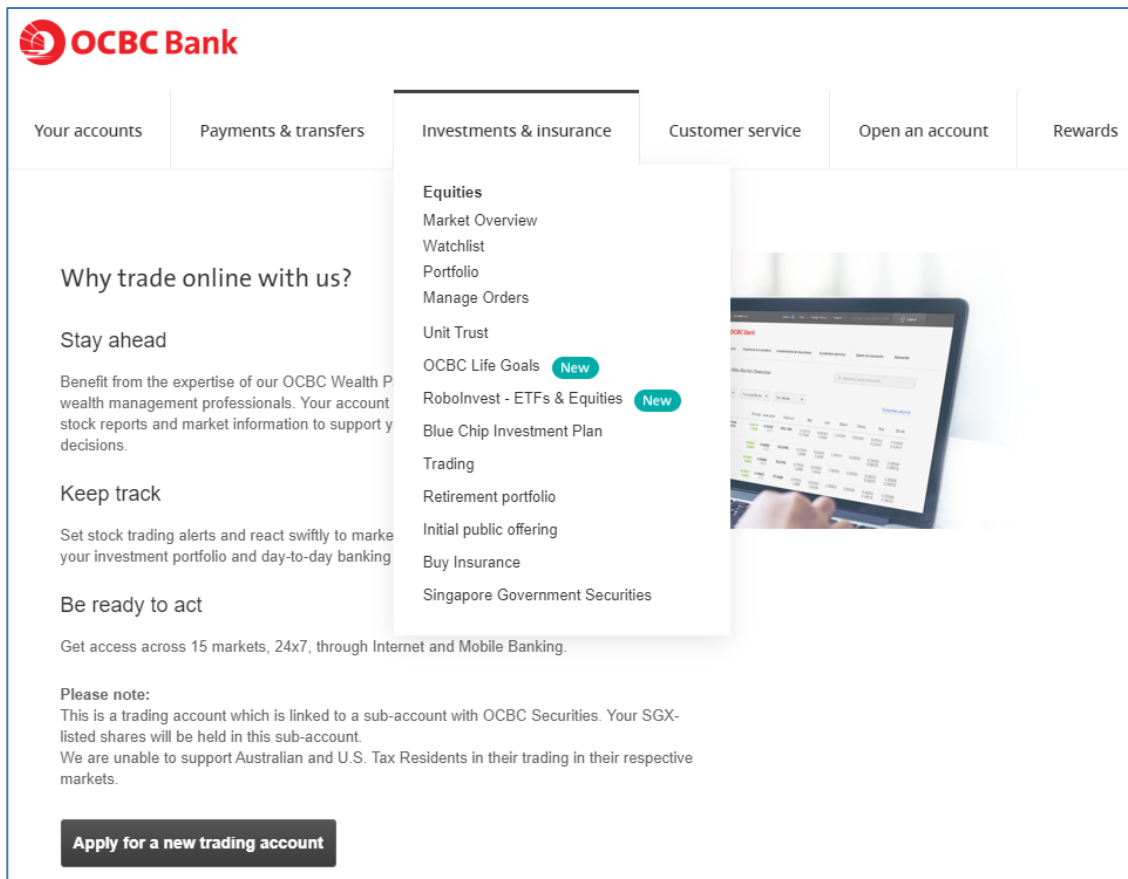 OCBC Bank
Your accounts
Payments & transfers
Investments & insurance
Customer service
Open an account
Rewards
Equities
Market Overview
Watchlist
Portfolio
Manage Orders
Unit Trust
OCBC Life Goals New
RoboInvest - ETFs & Equities New
Blue Chip Investment Plan
Trading
Retirement portfolio
Initial public offering
Buy Insurance
Singapore Government Securities
Why trade online with us?
Stay ahead
Benefit from the expertise of our OCBC Wealth
wealth management professionals. Your account
stock reports and market information to support
decisions.
Keep track
Set stock trading alerts and react swiftly to
your investment portfolio and day-to-day banking
Be ready to act
Get access across 15 markets, 24x7, through Internet and Mobile Banking.
Please note:
This is a trading account which is linked to a sub-account with OCBC Securities. Your SGX-
listed shares will be held in this sub-account.
We are unable to support Australian and U.S. Tax Residents in their trading in their respective
markets.
Apply for a new trading account
OCBC Bank